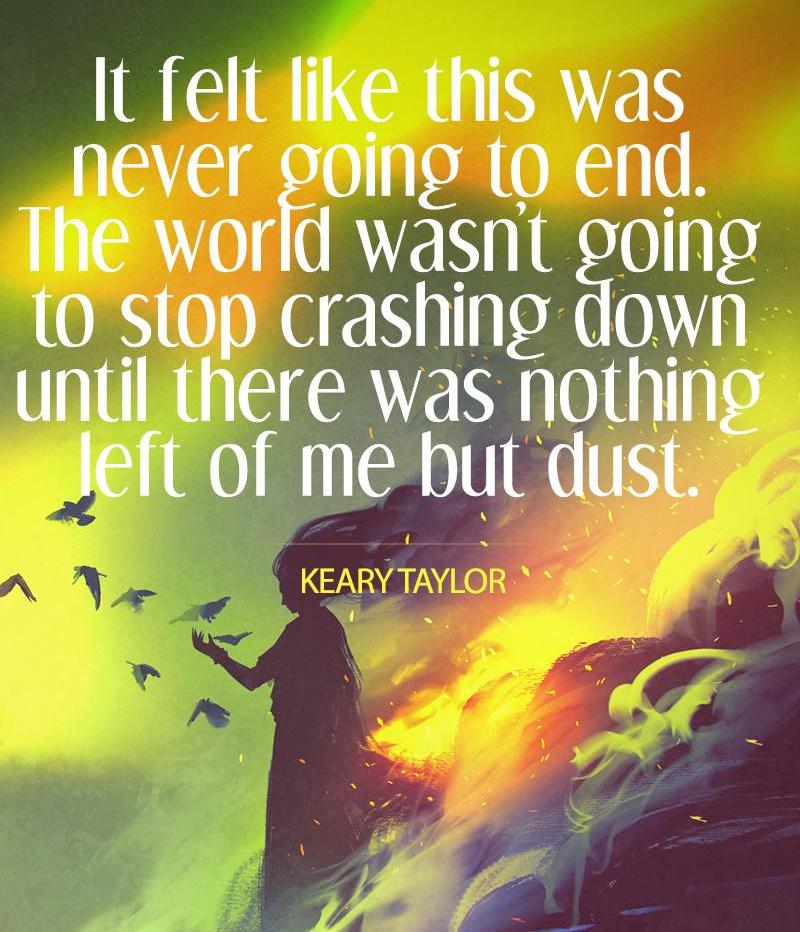 It felt like this was
never going to end.
The world wasn't going
to stop crashing down
until there was nothing
left of me but dust.
KEARY TAYLOR